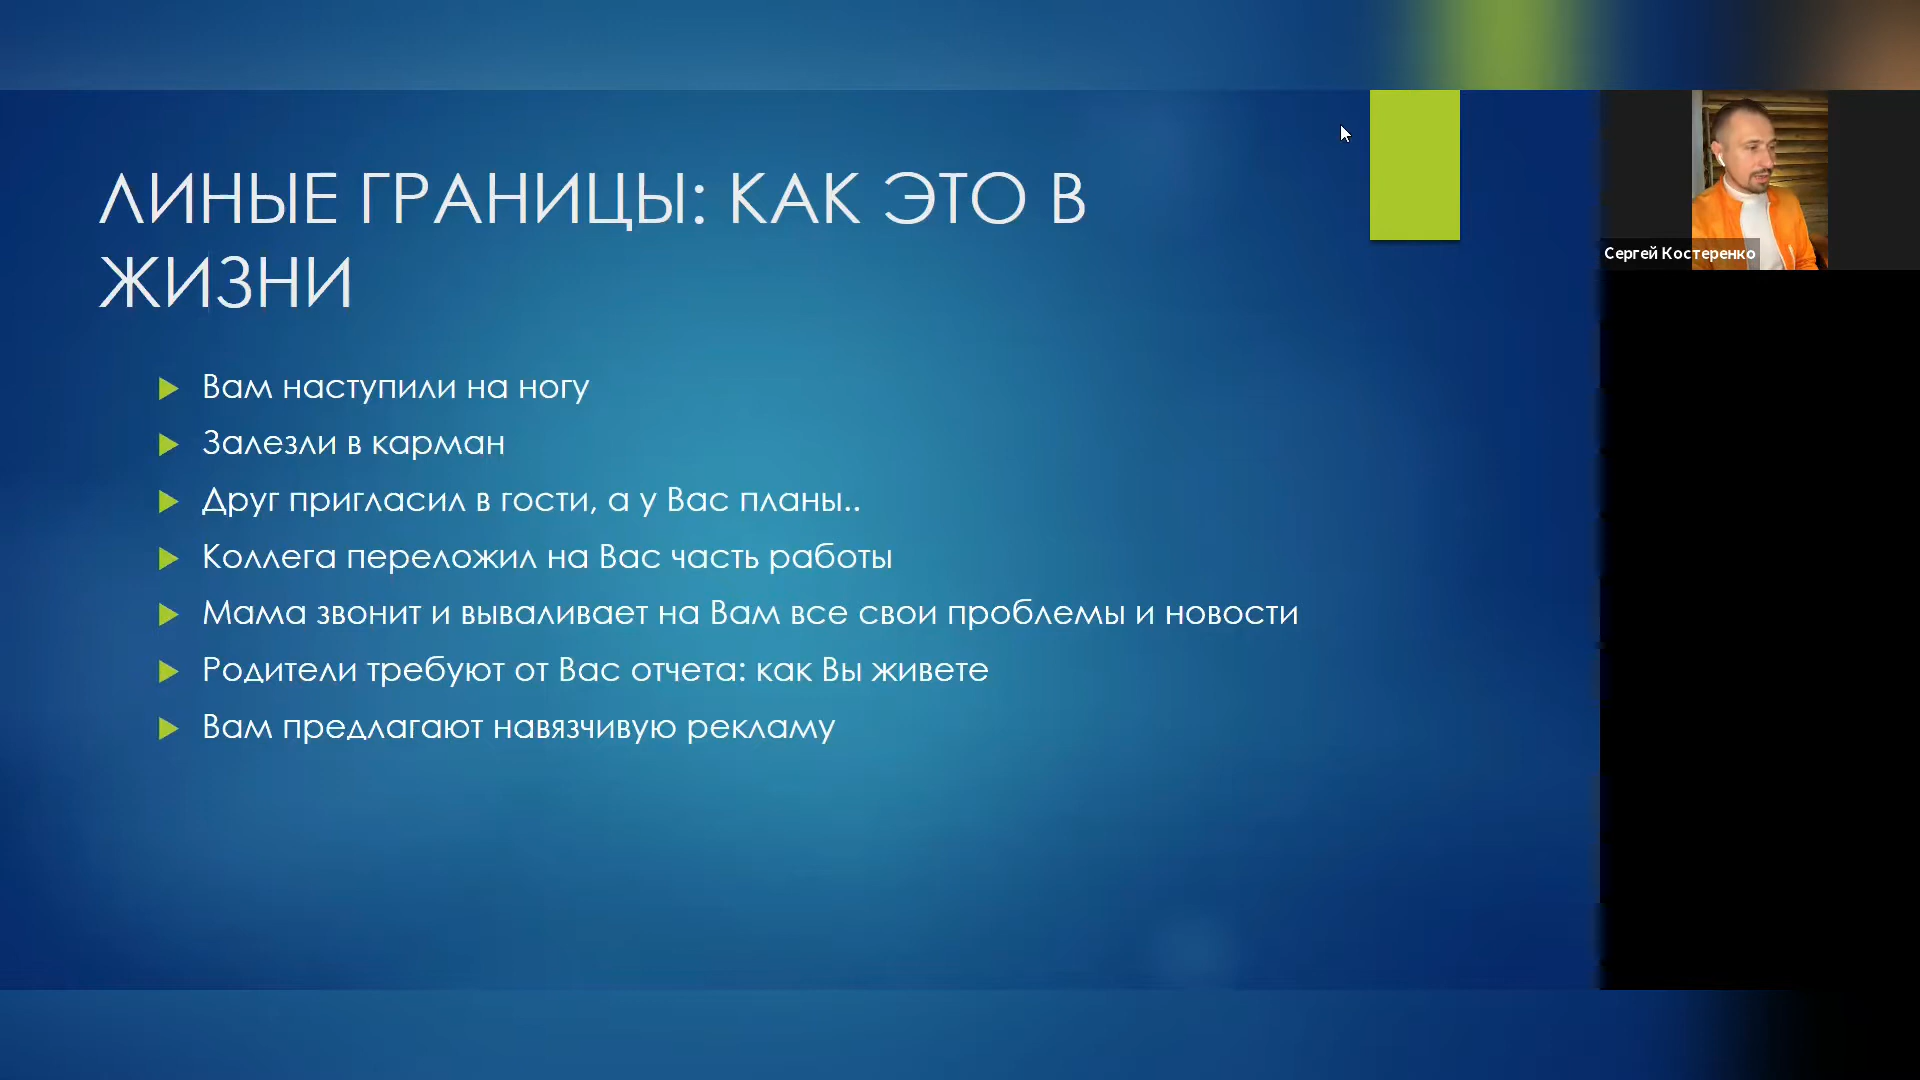 ЛИНЫЕ ГРАНИЦЫ: КАК ЭТО В
ЖИЗНИ
Вам наступили на ногу
Залезли в карман
Друг пригласил в гости, а у Вас планы..
Коллега переложил на Вас часть работы
Мама звонит и вываливает на Вам все свои проблемы и новости
Родители требуют от Вас отчета: как Вы живете
Вам предлагают навязчивую рекламу
Сергей Костеренко